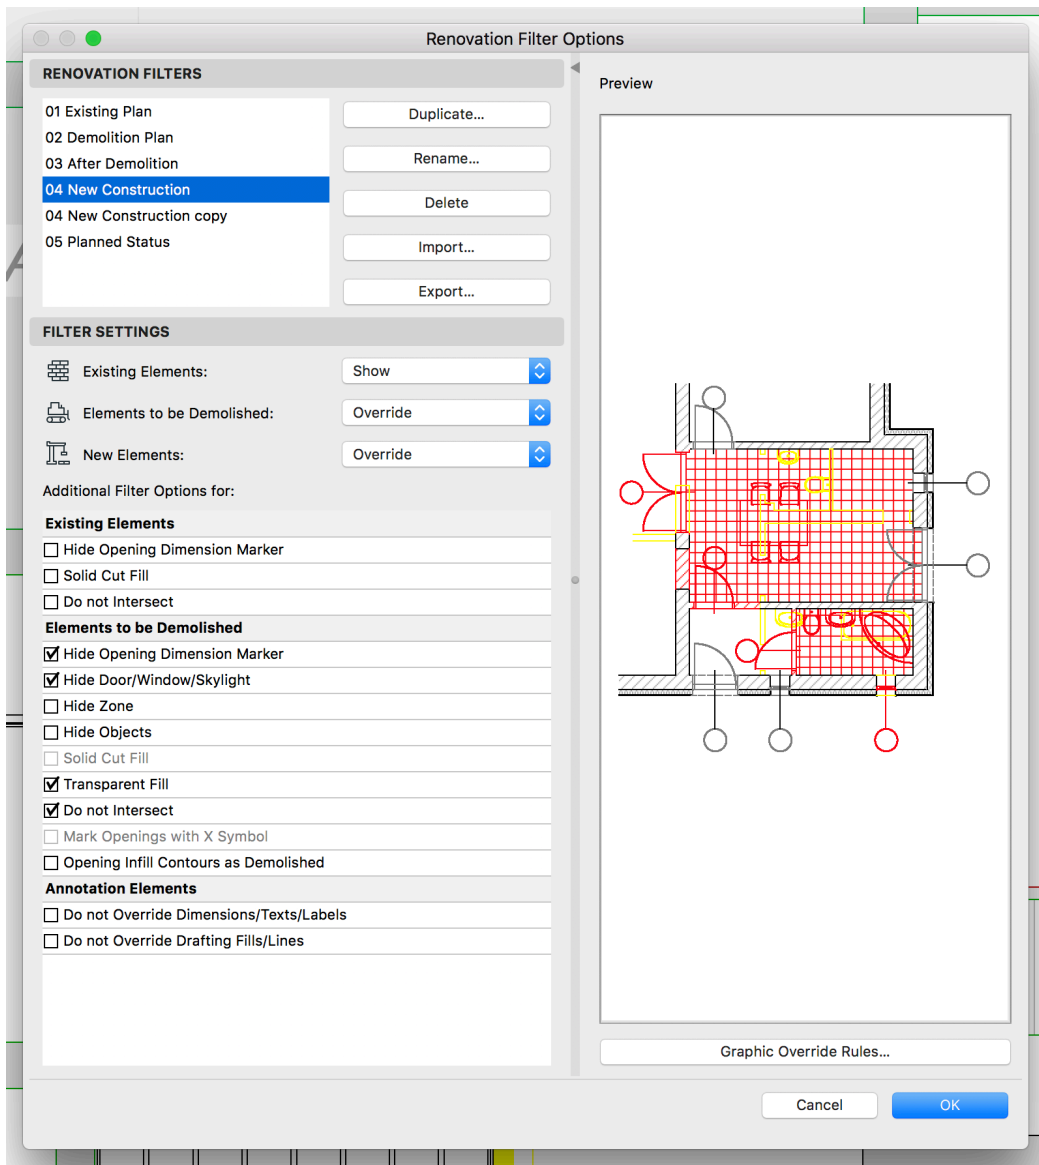 Renovation Filter Options
RENOVATION FILTERS
01 Existing Plan
02 Demolition Plan
03 After Demolition
04 New Construction
04 New Construction copy
05 Planned Status
Duplicate...
Rename...
Delete
Import...
Export...
FILTER SETTINGS
Existing Elements: Show
Elements to be Demolished: Override
New Elements: Override
Additional Filter Options for:
Existing Elements
Hide Opening Dimension Marker
Solid Cut Fill
Do not Intersect
Elements to be Demolished
Hide Opening Dimension Marker
Hide Door/Window/Skylight
Hide Zone
Hide Objects
Solid Cut Fill
Transparent Fill
Do not Intersect
Mark Openings with X Symbol
Opening Infill Contours as Demolished
Annotation Elements
Do not Override Dimensions/Texts/Labels
Do not Override Drafting Fills/Lines
Preview
Graphic Override Rules...
Cancel
OK